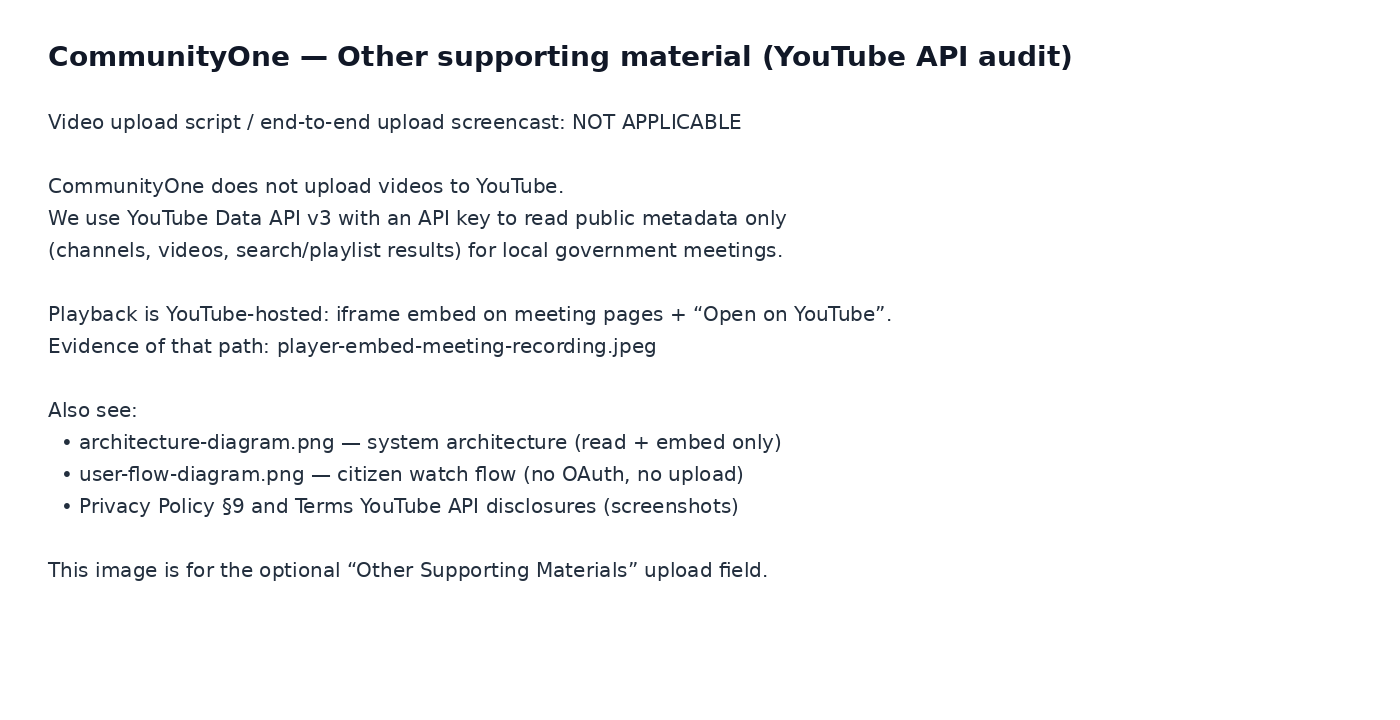 CommunityOne — Other supporting material (YouTube API audit)
Video upload script / end-to-end upload screencast: NOT APPLICABLE
CommunityOne does not upload videos to YouTube.
We use YouTube Data API v3 with an API key to read public metadata only
(channels, videos, search/playlist results) for local government meetings.
Playback is YouTube-hosted: iframe embed on meeting pages + “Open on YouTube”.
Evidence of that path: player-embed-meeting-recording.jpeg
Also see:
• architecture-diagram.png — system architecture (read + embed only)
• user-flow-diagram.png — citizen watch flow (no OAuth, no upload)
• Privacy Policy §9 and Terms YouTube API disclosures (screenshots)
This image is for the optional “Other Supporting Materials” upload field.